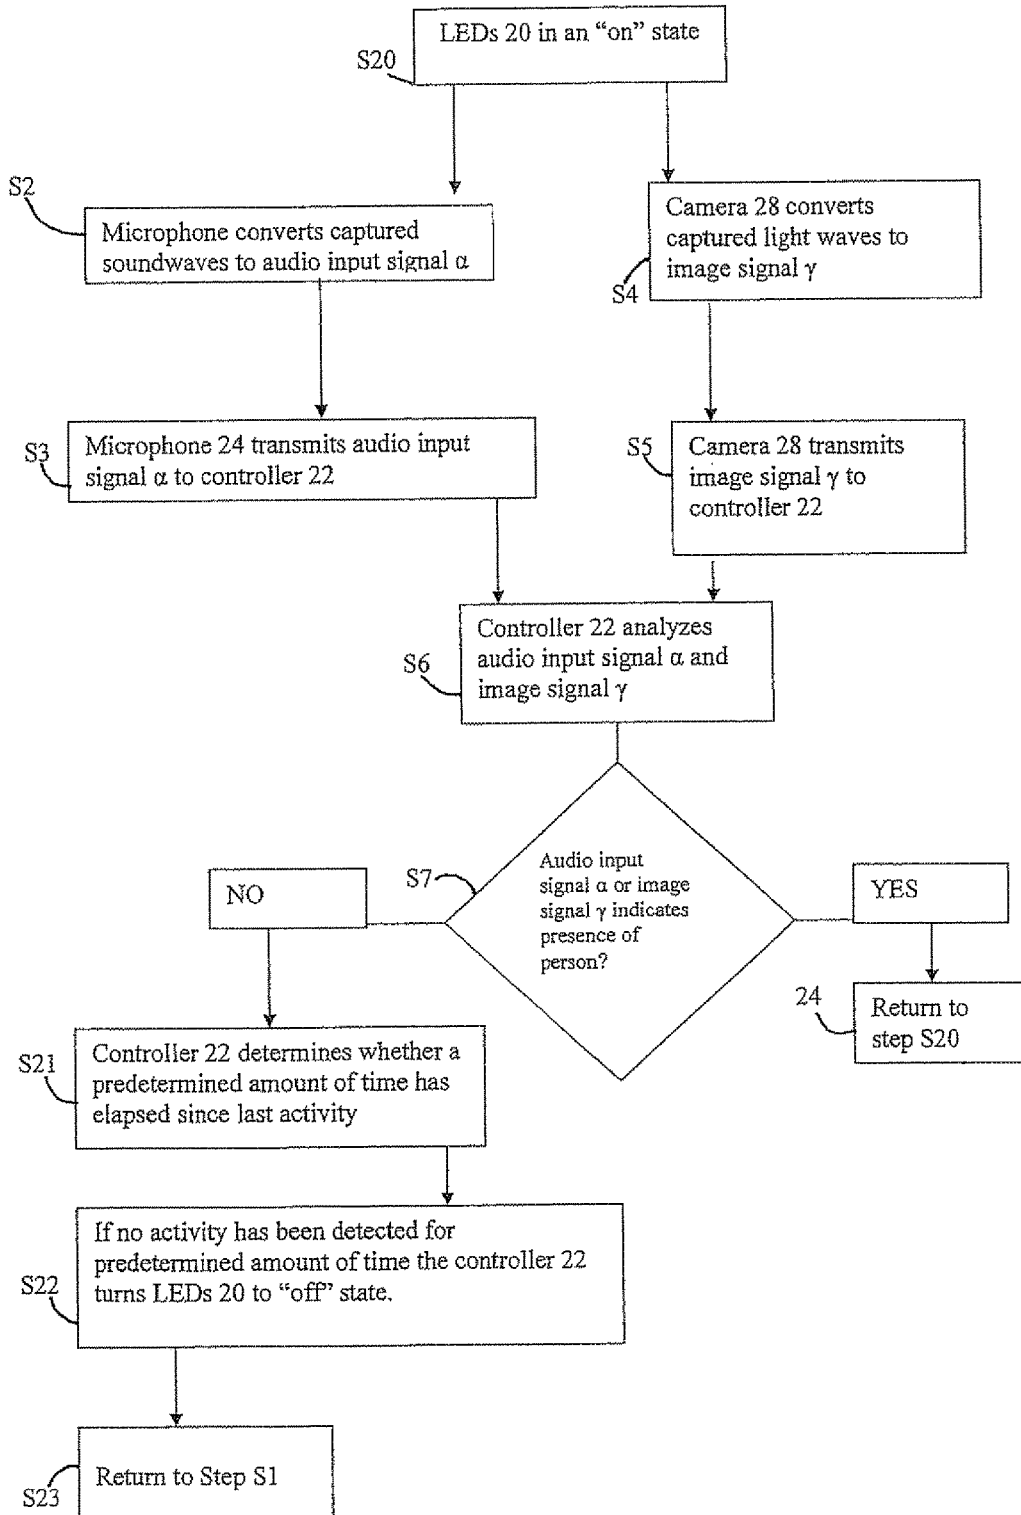 LEDs 20 in an “on” state
S20
S2
Microphone converts captured
soundwaves to audio input signal α
Camera 28 converts
captured light waves to
image signal γ
S4
S3
Microphone 24 transmits audio input
signal α to controller 22
S5
Camera 28 transmits
image signal γ to
controller 22
S6
Controller 22 analyzes
audio input signal α and
image signal γ
S7
Audio input
signal α or image
signal γ indicates
presence of
person?
NO
YES
24
Return to
step S20
S21
Controller 22 determines whether a
predetermined amount of time has
elapsed since last activity
S22
If no activity has been detected for
predetermined amount of time the controller 22
turns LEDs 20 to “off” state.
S23
Return to Step S1